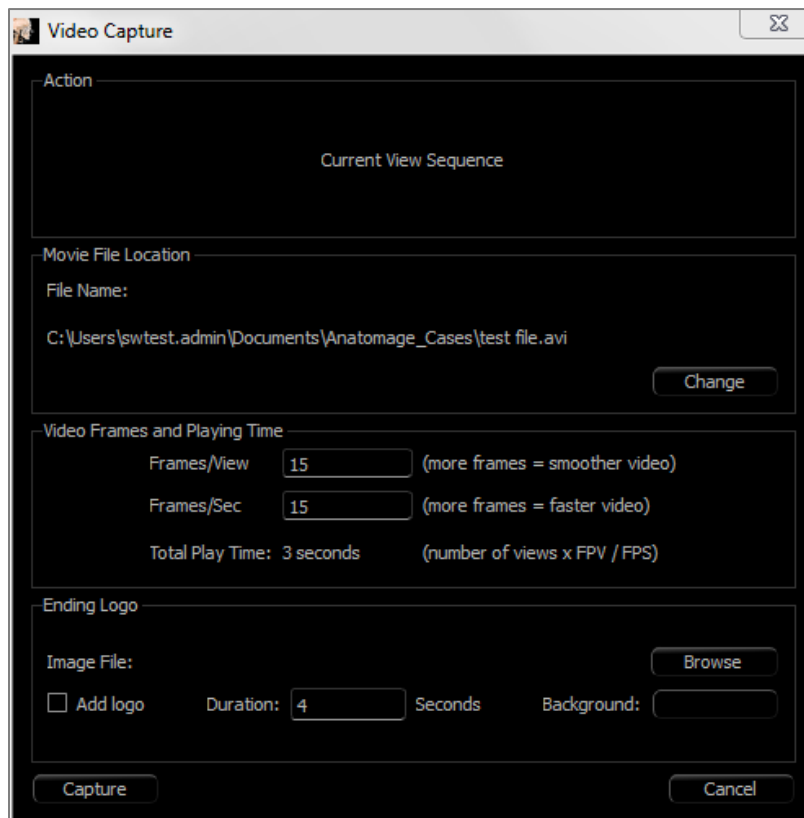 Video Capture
Action
Current View Sequence
Movie File Location
File Name:
C:\Users\swtest.admin\Documents\Anatomage_Cases\test file.avi
Change
Video Frames and Playing Time
Frames/View 15 (more frames = smoother video)
Frames/Sec 15 (more frames = faster video)
Total Play Time: 3 seconds (number of views x FPV / FPS)
Ending Logo
Image File: Browse
Add logo Duration: 4 Seconds Background:
Capture Cancel